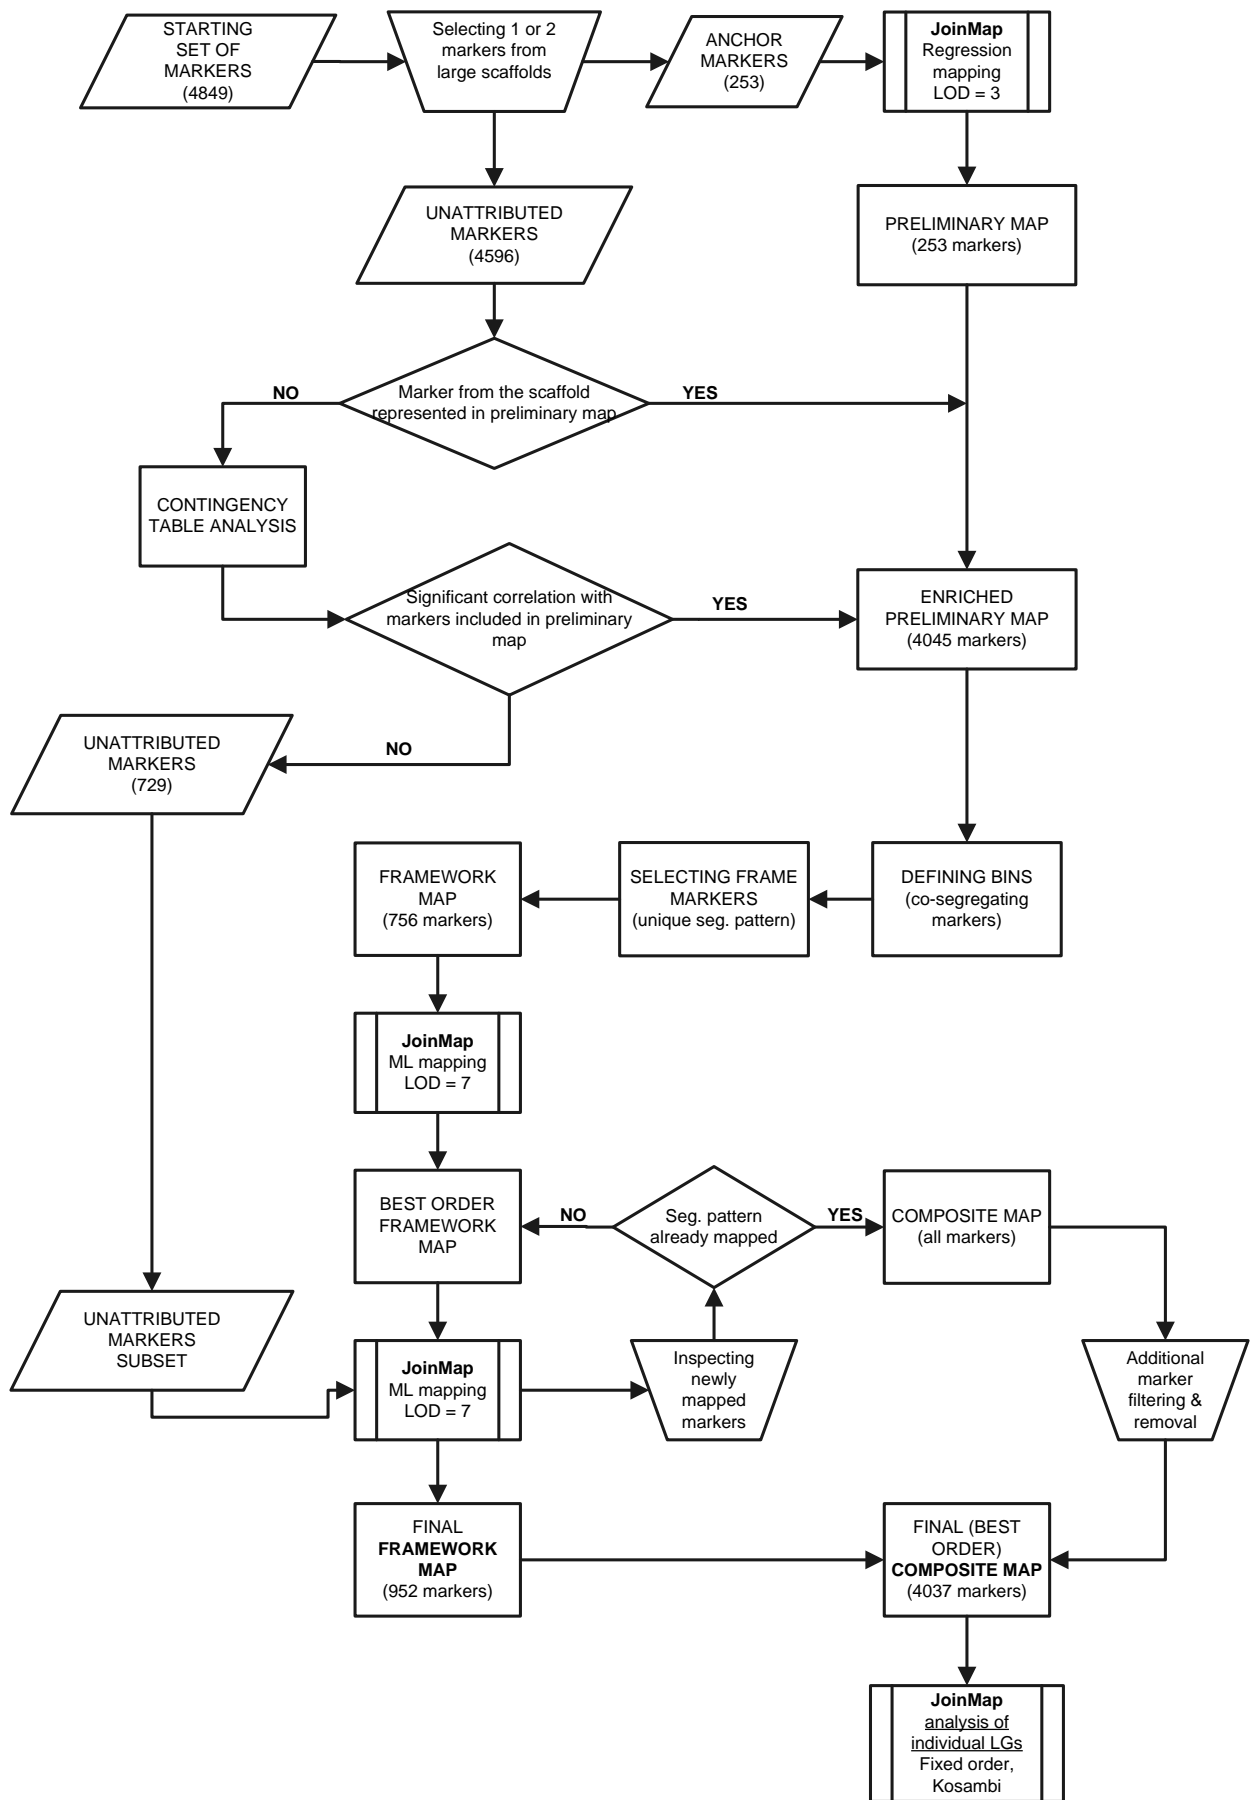 STARTING
SET OF
MARKERS
(4849)
Selecting 1 or 2
markers from
large scaffolds
ANCHOR
MARKERS
(253)
JoinMap
Regression
mapping
LOD = 3
UNATTRIBUTED
MARKERS
(4596)
PRELIMINARY MAP
(253 markers)
NO
Marker from the scaffold
represented in preliminary map
YES
CONTINGENCY
TABLE ANALYSIS
Significant correlation with
markers included in preliminary
map
YES
ENRICHED
PRELIMINARY MAP
(4045 markers)
NO
UNATTRIBUTED
MARKERS
(729)
FRAMEWORK
MAP
(756 markers)
SELECTING FRAME
MARKERS
(unique seg. pattern)
DEFINING BINS
(co-segregating
markers)
JoinMap
ML mapping
LOD = 7
BEST ORDER
FRAMEWORK
MAP
NO
Seg. pattern
already mapped
YES
COMPOSITE MAP
(all markers)
UNATTRIBUTED
MARKERS
SUBSET
JoinMap
ML mapping
LOD = 7
Inspecting
newly
mapped
markers
Additional
marker
filtering &
removal
FINAL
FRAMEWORK
MAP
(952 markers)
FINAL (BEST
ORDER)
COMPOSITE MAP
(4037 markers)
JoinMap
analysis of
individual LGs
Fixed order,
Kosambi